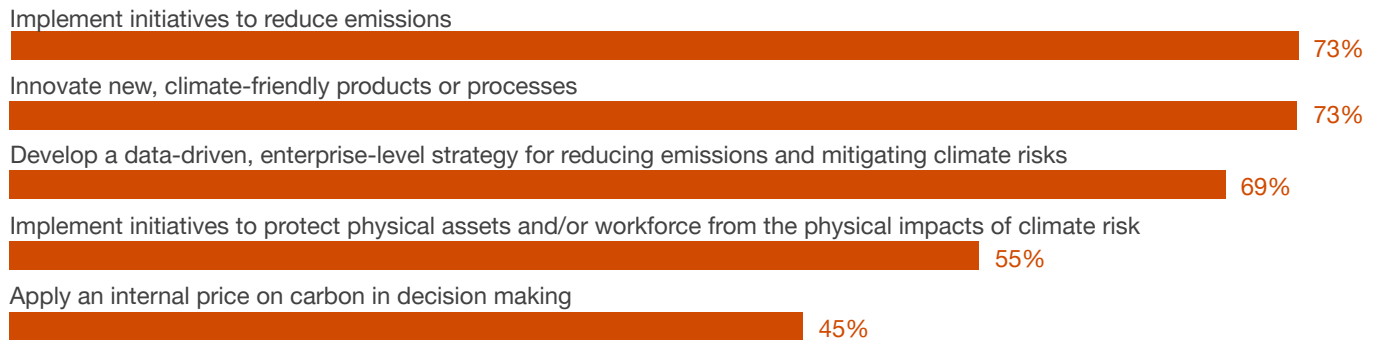 Implement initiatives to reduce emissions
73%
Innovate new, climate-friendly products or processes
73%
Develop a data-driven, enterprise-level strategy for reducing emissions and mitigating climate risks
69%
Implement initiatives to protect physical assets and/or workforce from the physical impacts of climate risk
55%
Apply an internal price on carbon in decision making
45%